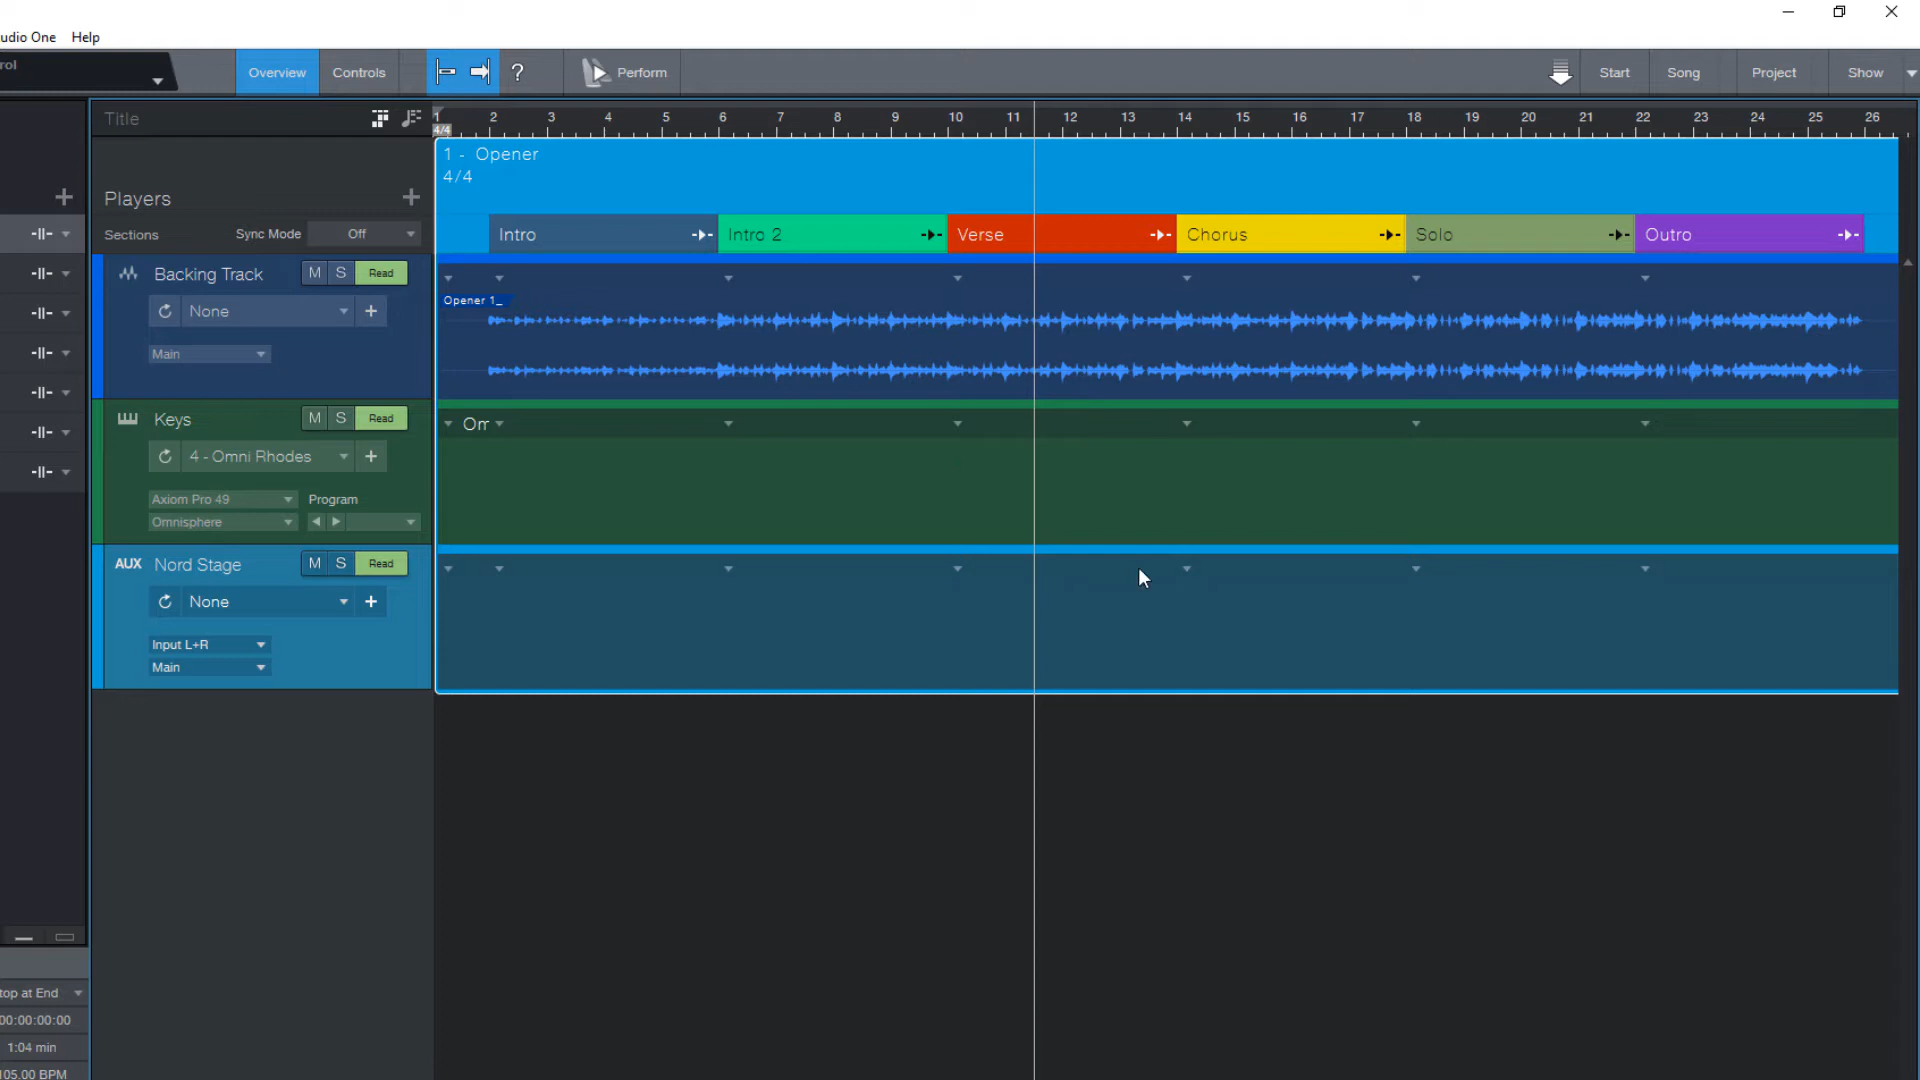 udio One Help
rol
Overview Controls ? Perform Start Song Project Show
Title
1 2 3 4 5 6 7 8 9 10 11 12 13 14 15 16 17 18 19 20 21 22 23 24 25 26
4/4
1 - Opener
4/4
Players
Sections Sync Mode Off
Intro Intro 2 Verse Chorus Solo Outro
Backing Track M S Read
Opener 1_
None
Main
Keys M S Read
Om
4 - Omni Rhodes
Axiom Pro 49 Program
Omnisphere
AUX Nord Stage M S Read
None
Input L+R
Main
top at End
00:00:00:00
1:04 min
105.00 BPM